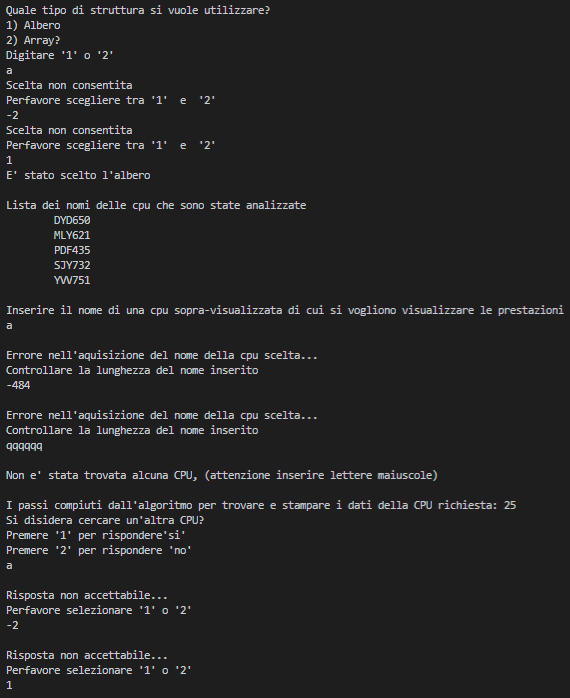 Quale tipo di struttura si vuole utilizzare?
1) Albero
2) Array?
Digitare '1' o '2'
a
Scelta non consentita
Perfavore scegliere tra '1'  e  '2'
-2
Scelta non consentita
Perfavore scegliere tra '1'  e  '2'
1
E' stato scelto l'albero
Lista dei nomi delle cpu che sono state analizzate
DYD650
MLY621
PDF435
SJY732
YVV751
Inserire il nome di una cpu sopra-visualizzata di cui si vogliono visualizzare le prestazioni
a
Errore nell'aquisizione del nome della cpu scelta...
Controllare la lunghezza del nome inserito
-484
Errore nell'aquisizione del nome della cpu scelta...
Controllare la lunghezza del nome inserito
qqqqqq
Non e' stata trovata alcuna CPU, (attenzione inserire lettere maiuscole)
I passi compiuti dall'algoritmo per trovare e stampare i dati della CPU richiesta: 25
Si disidera cercare un'altra CPU?
Premere '1' per rispondere'si'
Premere '2' per rispondere 'no'
a
Risposta non accettabile...
Perfavore selezionare '1' o '2'
-2
Risposta non accettabile...
Perfavore selezionare '1' o '2'
1